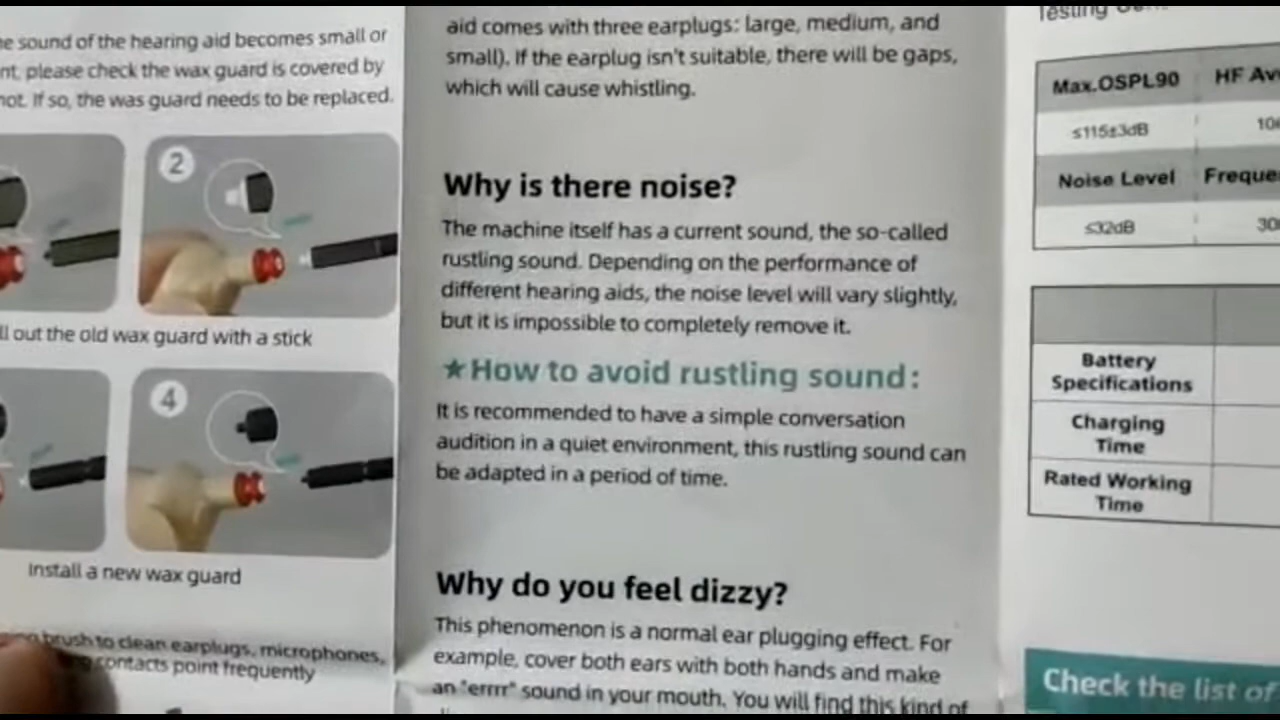 e sound of the hearing aid becomes small or
nt, please check the wax guard is covered by
not. If so, the was guard needs to be replaced.
2
ll out the old wax guard with a stick
4
Install a new wax guard
brush to clean earplugs, microphones,
contacts point frequently
aid comes with three earplugs: large, medium, and
small). If the earplug isn't suitable, there will be gaps,
which will cause whistling.
Why is there noise?
The machine itself has a current sound, the so-called
rustling sound. Depending on the performance of
different hearing aids, the noise level will vary slightly,
but it is impossible to completely remove it.
★How to avoid rustling sound:
It is recommended to have a simple conversation
audition in a quiet environment, this rustling sound can
be adapted in a period of time.
Why do you feel dizzy?
This phenomenon is a normal ear plugging effect. For
example, cover both ears with both hands and make
an "errrr" sound in your mouth. You will find this kind of
Testing
Max.OSPL90 HF Av
≤115±3dB 10
Noise Level Freque
≤32dB 30
Battery
Specifications
Charging
Time
Rated Working
Time
Check the list of